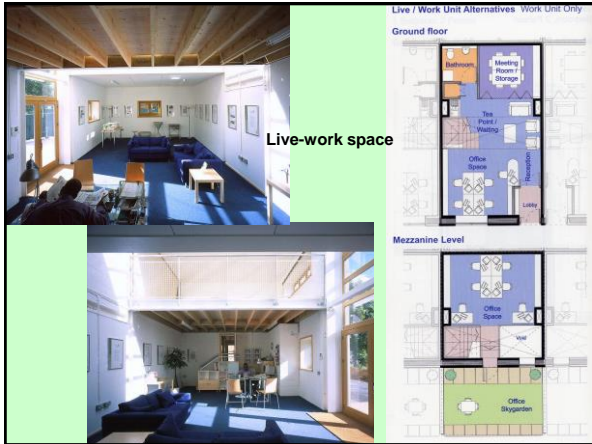 Live / Work Unit Alternatives Work Unit Only
Ground floor
Bathroom
Meeting
Room /
Storage
Tea
Point /
Waiting
Live-work space
Office
Space
Reception
Lobby
Mezzanine Level
Office
Space
Void
Office
Skygarden